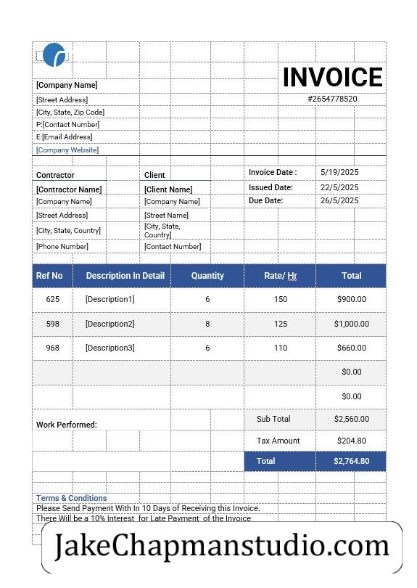 INVOICE
[Company Name]
#2654778520
[Street Address]
[City, State, Zip Code]
P:[Contact Number]
E:[Email Address]
[Company Website]
Contractor Client Invoice Date : 5/19/2025
[Contractor Name] [Client Name] Issued Date: 22/5/2025
[Company Name] [Company Name] Due Date: 26/5/2025
[Street Address] [Street Name]
[City, State, Country] [City, State,
Country]
[Phone Number] [Contact Number]
Ref No Description In Detail Quantity Rate/ Hr Total
625 [Description1] 6 150 $900.00
598 [Description2] 8 125 $1,000.00
968 [Description3] 6 110 $660.00
$0.00
$0.00
Sub Total $2,560.00
Work Performed:
Tax Amount $204.80
Total $2,764.80
Terms & Conditions
Please Send Payment With In 10 Days of Receiving this Invoice.
There Will be a 10% Interest for Late Payment of the Invoice
JakeChapmanstudio.com